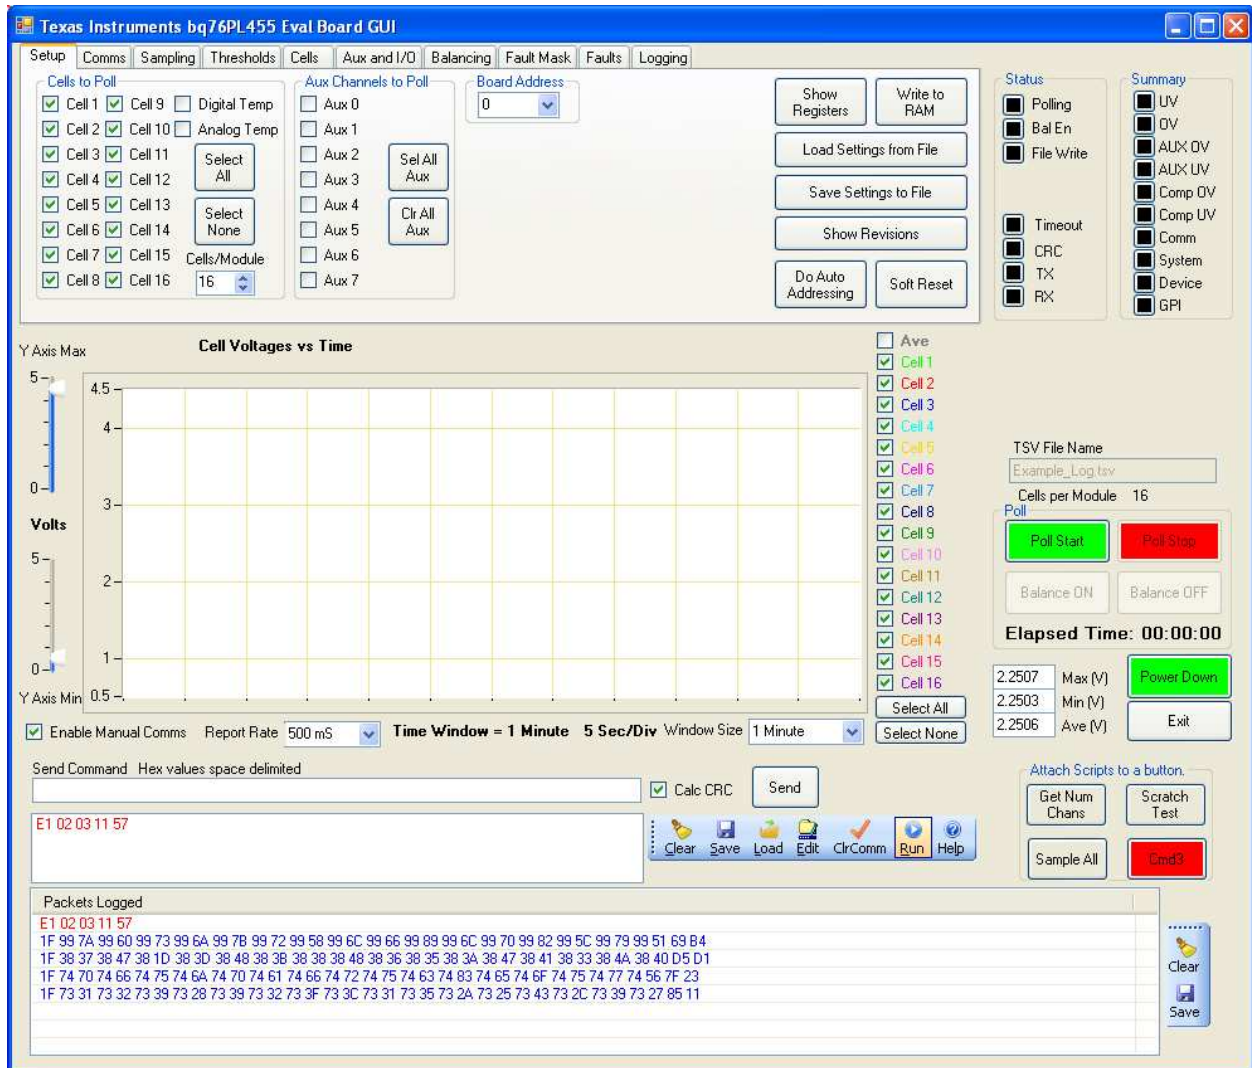 Texas Instruments bq76PL455 Eval Board GUI
Setup Comms Sampling Thresholds Cells Aux and I/O Balancing Fault Mask Faults Logging
Cells to Poll
Cell 1 Cell 9 Digital Temp
Cell 2 Cell 10 Analog Temp
Cell 3 Cell 11
Cell 4 Cell 12
Cell 5 Cell 13
Cell 6 Cell 14
Cell 7 Cell 15
Cell 8 Cell 16
Select
All
Select
None
Cells/Module
16
Aux Channels to Poll
Aux 0
Aux 1
Aux 2
Aux 3
Aux 4
Aux 5
Aux 6
Aux 7
Sel All
Aux
Clr All
Aux
Board Address
0
Show
Registers
Write to
RAM
Load Settings from File
Save Settings to File
Show Revisions
Do Auto
Addressing
Soft Reset
Status
Polling
Bal En
File Write
Timeout
CRC
TX
RX
Summary
UV
OV
AUX OV
AUX UV
Comp OV
Comp UV
Comm
System
Device
GPI
Y Axis Max
5
0
Volts
5
0
Y Axis Min
Cell Voltages vs Time
4.5
4
3
2
1
0.5
Ave
Cell 1
Cell 2
Cell 3
Cell 4
Cell 5
Cell 6
Cell 7
Cell 8
Cell 9
Cell 10
Cell 11
Cell 12
Cell 13
Cell 14
Cell 15
Cell 16
Select All
Select None
TSV File Name
Example_Log.tsv
Cells per Module 16
Poll
Poll Start Poll Stop
Balance ON Balance OFF
Elapsed Time: 00:00:00
2.2507 Max (V)
2.2503 Min (V)
2.2506 Ave (V)
Power Down
Exit
Enable Manual Comms Report Rate 500 mS Time Window = 1 Minute 5 Sec/Div Window Size 1 Minute
Send Command Hex values space delimited
Calc CRC Send
E1 02 03 11 57
Clear Save Load Edit ClrComm Run Help
Attach Scripts to a button.
Get Num
Chans
Scratch
Test
Sample All
Cmd3
Packets Logged
E1 02 03 11 57
1F 99 7A 99 60 99 73 99 6A 99 7B 99 72 99 58 99 6C 99 66 99 89 99 6C 99 70 99 82 99 5C 99 79 99 51 69 B4
1F 38 37 38 47 38 1D 38 3D 38 48 38 3B 38 38 38 48 38 36 38 35 38 3A 38 47 38 41 38 33 38 4A 38 40 D5 D1
1F 74 70 74 66 74 75 74 6A 74 70 74 61 74 66 74 72 74 75 74 63 74 83 74 65 74 6F 74 75 74 77 74 56 7F 23
1F 73 31 73 32 73 39 73 28 73 39 73 32 73 3F 73 3C 73 31 73 35 73 2A 73 25 73 43 73 2C 73 39 73 27 85 11
Clear
Save